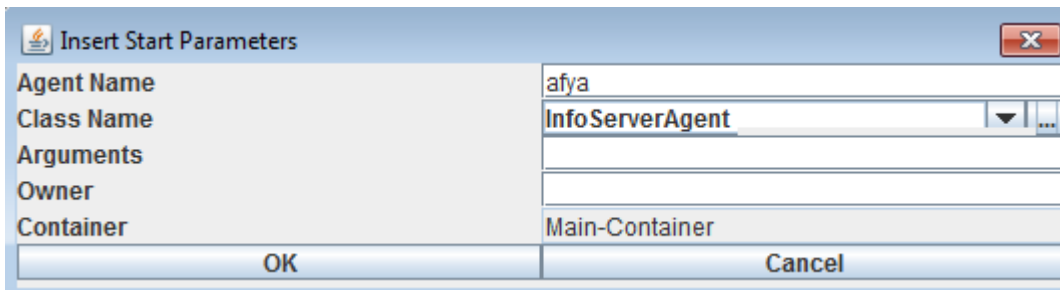 Insert Start Parameters
Agent Name afya
Class Name InfoServerAgent ...
Arguments
Owner
Container Main-Container
OK Cancel